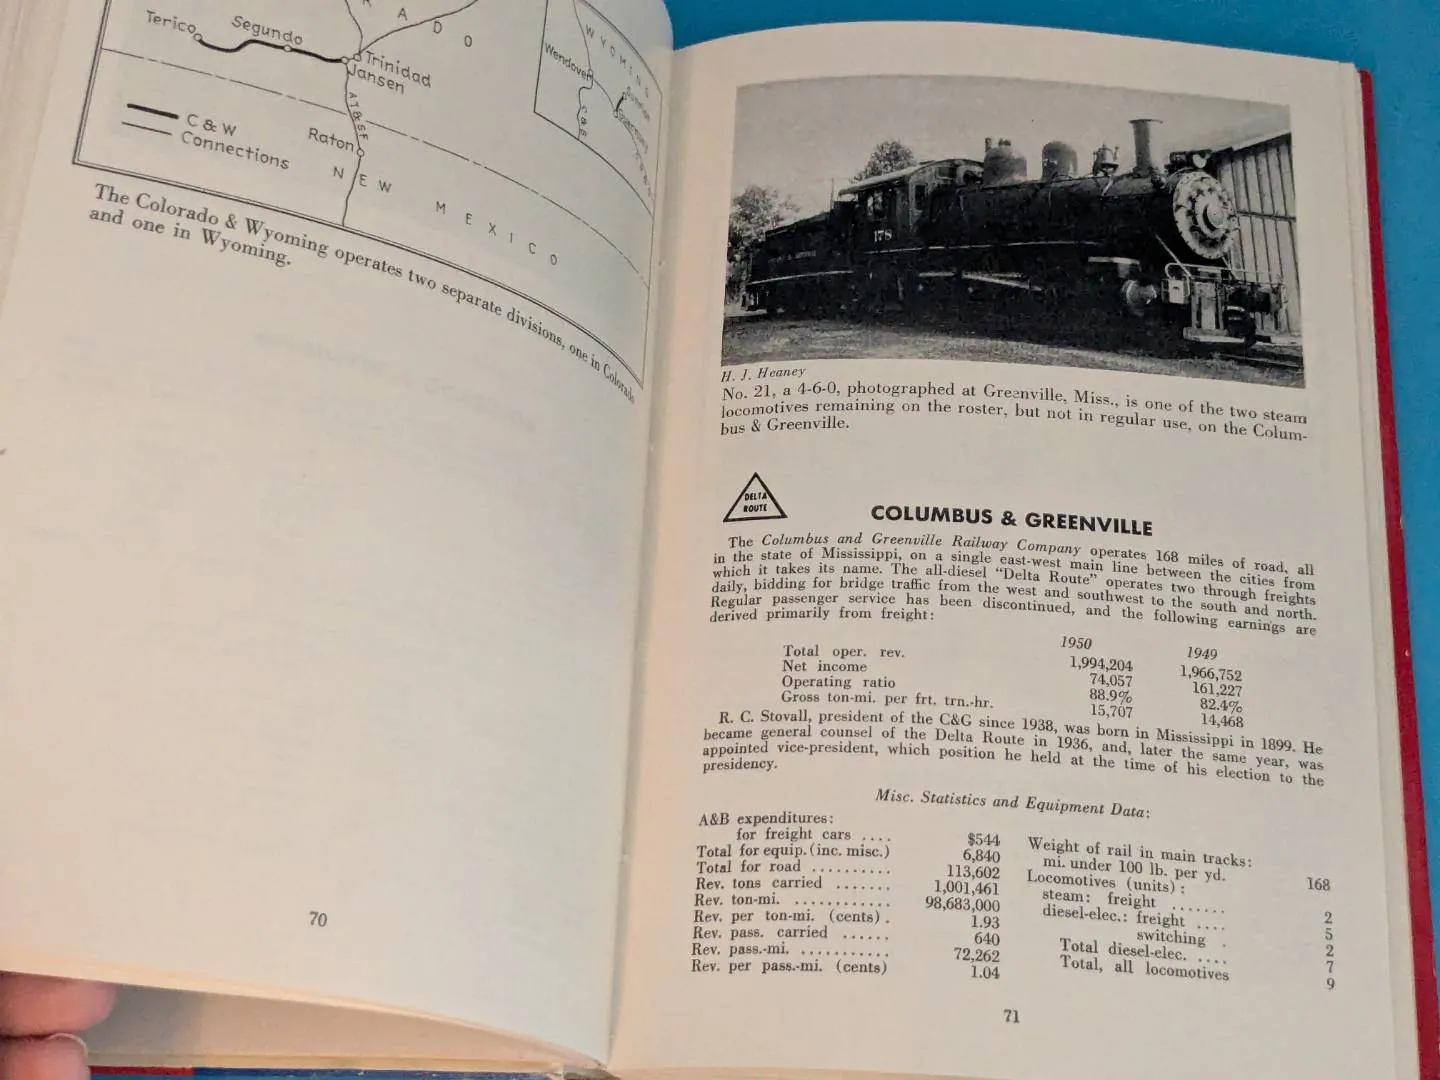 R A D O
Terico
Segundo
Trinidad
Jansen
AT&SF
Raton
C & W
Connections
NEW MEXICO
WYOMING
Wendover
C&S
The Colorado & Wyoming operates two separate divisions, one in Colorado
and one in Wyoming.
70
178
H. J. Heaney
No. 21, a 4-6-0, photographed at Greenville, Miss., is one of the two steam
locomotives remaining on the roster, but not in regular use, on the Colum-
bus & Greenville.
DELTA
ROUTE
COLUMBUS & GREENVILLE
The Columbus and Greenville Railway Company operates 168 miles of road, all
in the state of Mississippi, on a single east-west main line between the cities from
which it takes its name. The all-diesel "Delta Route" operates two through freights
daily, bidding for bridge traffic from the west and southwest to the south and north.
Regular passenger service has been discontinued, and the following earnings are
derived primarily from freight:
1950 1949
Total oper. rev. 1,994,204 1,966,752
Net income 74,057 161,227
Operating ratio 88.9% 82.4%
Gross ton-mi. per frt. trn.-hr. 15,707 14,468
R. C. Stovall, president of the C&G since 1938, was born in Mississippi in 1899. He
became general counsel of the Delta Route in 1936, and, later the same year, was
appointed vice-president, which position he held at the time of his election to the
presidency.
Misc. Statistics and Equipment Data:
A&B expenditures:
for freight cars .... $544
Total for equip. (inc. misc.) 6,840
Total for road .......... 113,602
Rev. tons carried ....... 1,001,461
Rev. ton-mi. ............ 98,683,000
Rev. per ton-mi. (cents) . 1.93
Rev. pass. carried ...... 640
Rev. pass.-mi. ........... 72,262
Rev. per pass.-mi. (cents) 1.04
Weight of rail in main tracks:
mi. under 100 lb. per yd. 168
Locomotives (units):
steam: freight ....... 2
diesel-elec.: freight .... 5
switching . 2
Total diesel-elec. .... 7
Total, all locomotives 9
71